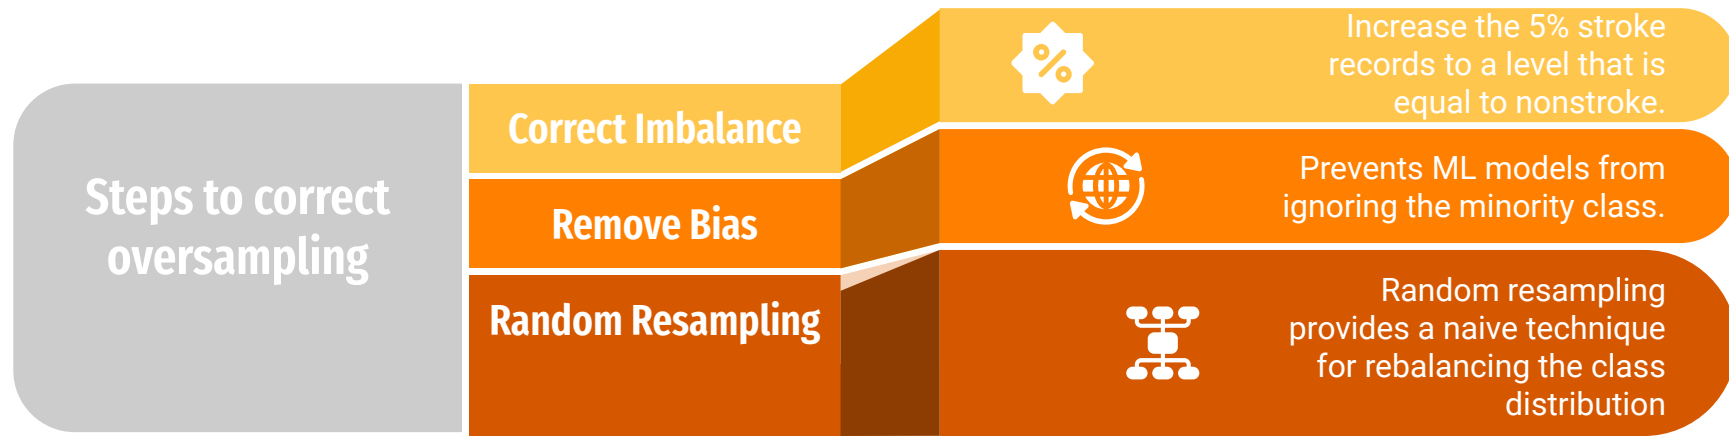 Steps to correct
oversampling
Correct Imbalance
Increase the 5% stroke
records to a level that is
equal to nonstroke.
Remove Bias
Prevents ML models from
ignoring the minority class.
Random Resampling
Random resampling
provides a naive technique
for rebalancing the class
distribution